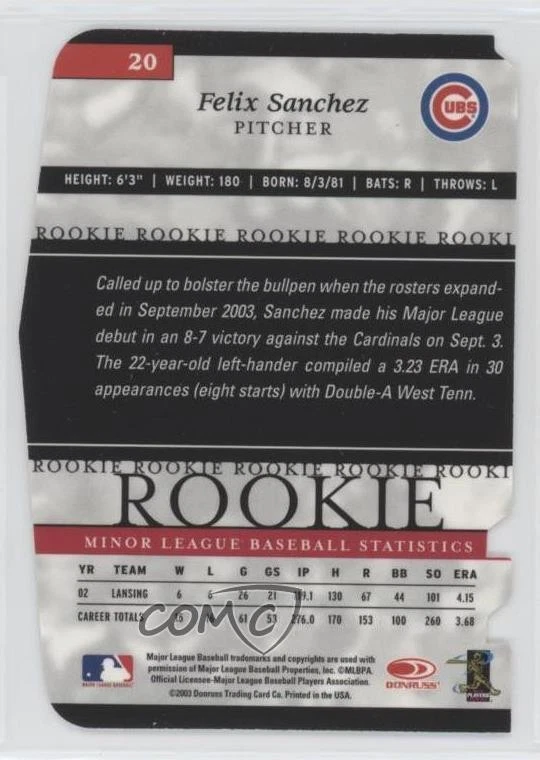 20
Felix Sanchez
PITCHER
CUBS
HEIGHT: 6'3" | WEIGHT: 180 | BORN: 8/3/81 | BATS: R | THROWS: L
ROOKIE ROOKIE ROOKIE ROOKIE ROOKI
Called up to bolster the bullpen when the rosters expand-
ed in September 2003, Sanchez made his Major League
debut in an 8-7 victory against the Cardinals on Sept. 3.
The 22-year-old left-hander compiled a 3.23 ERA in 30
appearances (eight starts) with Double-A West Tenn.
ROOKIE ROOKIE ROOKIE ROOKIE ROOKI
ROOKIE
MINOR LEAGUE BASEBALL STATISTICS
YR TEAM W L G GS IP H R BB SO ERA
02 LANSING 6 6 26 21 130 67 44 101 4.15
CAREER TOTALS 61 53 276.0 170 153 100 260 3.68
COMC
Major League Baseball trademarks and copyrights are used with
permission of Major League Baseball Properties, Inc. ©MLBPA.
Official Licensee-Major League Baseball Players Association.
©2003 Donruss Trading Card Co. Printed in the USA.
MAJOR LEAGUE BASEBALL
DONRUSS
PLAYERS